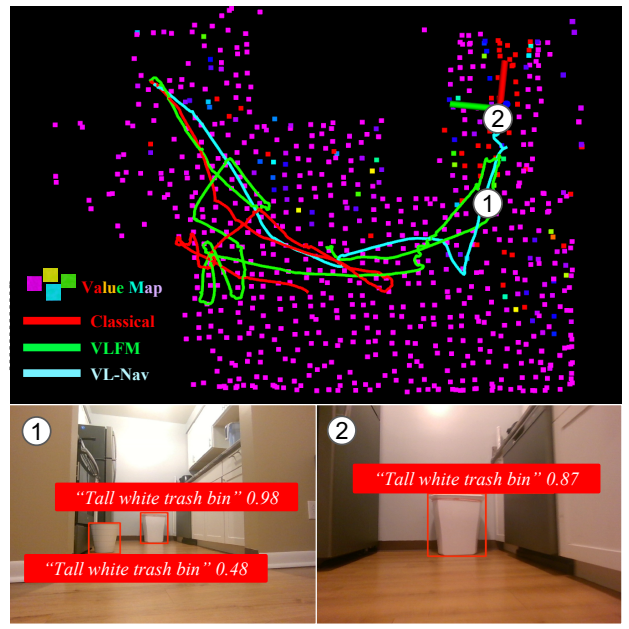 2
1
Value Map
Classical
VLFM
VL-Nav
1
2
“Tall white trash bin” 0.98
“Tall white trash bin” 0.87
“Tall white trash bin” 0.48